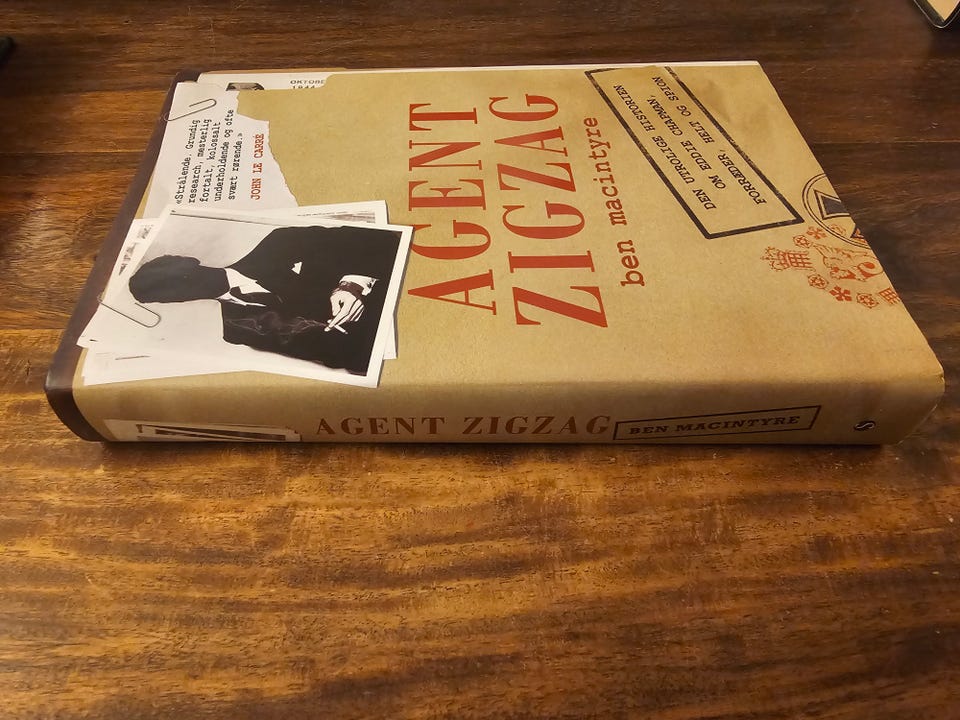 OKTOBE
1944
«Strålende. Grundig
research, mesterlig
fortalt, kolossalt
underholdende og ofte
svært rørende.»
JOHN LE CARRÉ
AGENT
ZIGZAG
ben macintyre
DEN UTROLIGE HISTORIEN
OM EDDIE CHAPMAN,
FORRÆDER, HELT OG SPION
AGENT ZIGZAG
BEN MACINTYRE